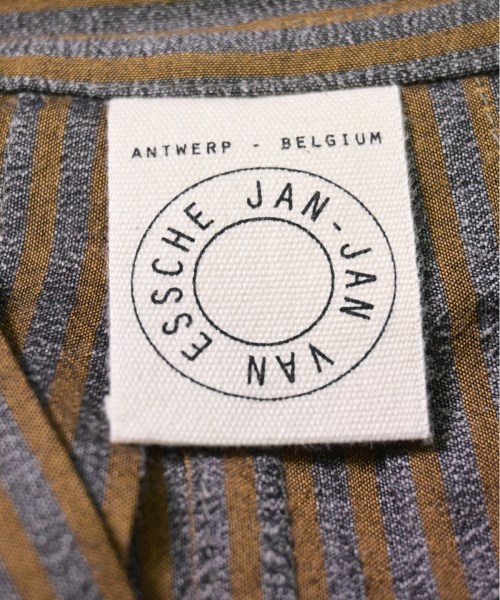 ANTWERP - BELGIUM
JAN-JAN VAN ESSCHE